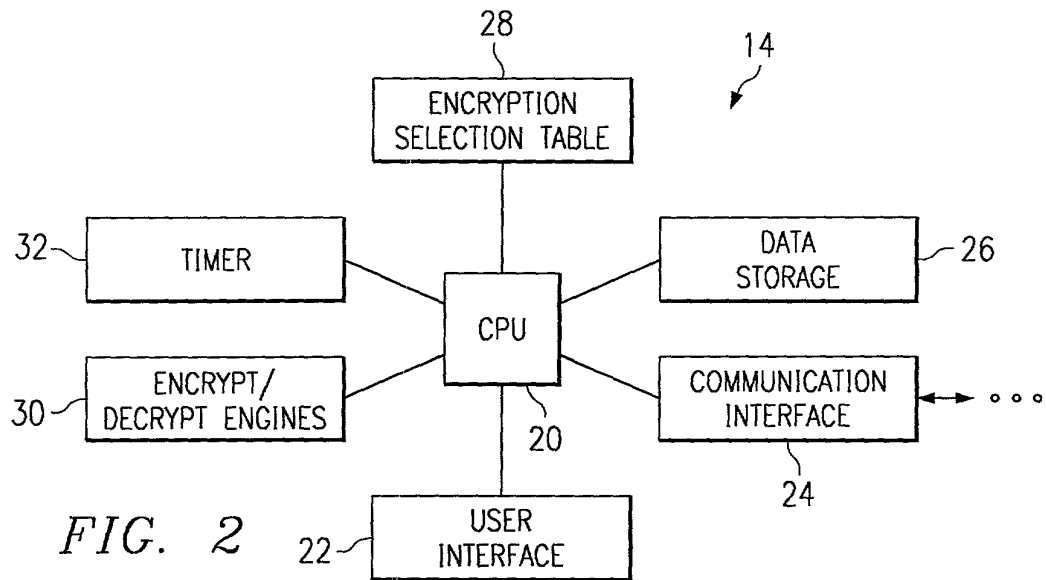 28
14
ENCRYPTION
SELECTION TABLE
32
TIMER
DATA
STORAGE
26
CPU
30
ENCRYPT/
DECRYPT ENGINES
COMMUNICATION
INTERFACE
20
24
FIG. 2
22
USER
INTERFACE